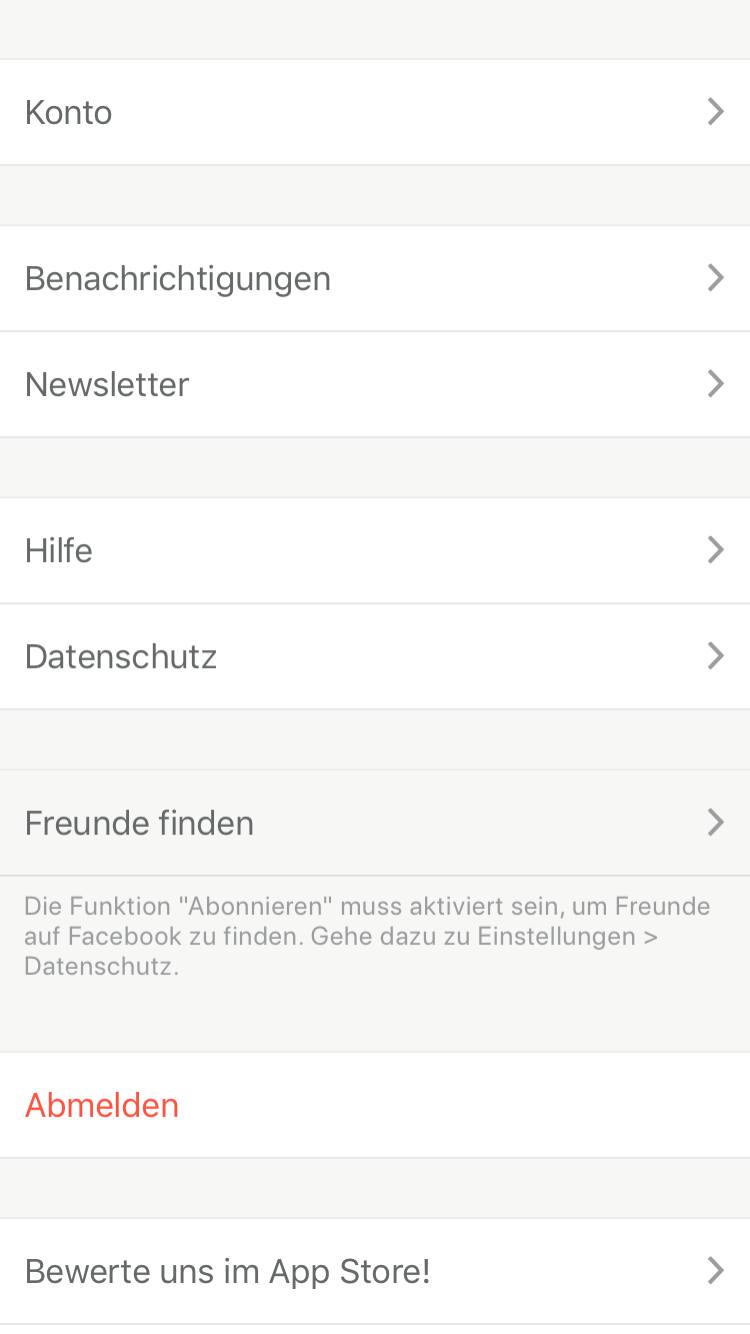 Konto
Benachrichtigungen
Newsletter
Hilfe
Datenschutz
Freunde finden
Die Funktion "Abonnieren" muss aktiviert sein, um Freunde
auf Facebook zu finden. Gehe dazu zu Einstellungen >
Datenschutz.
Abmelden
Bewerte uns im App Store!